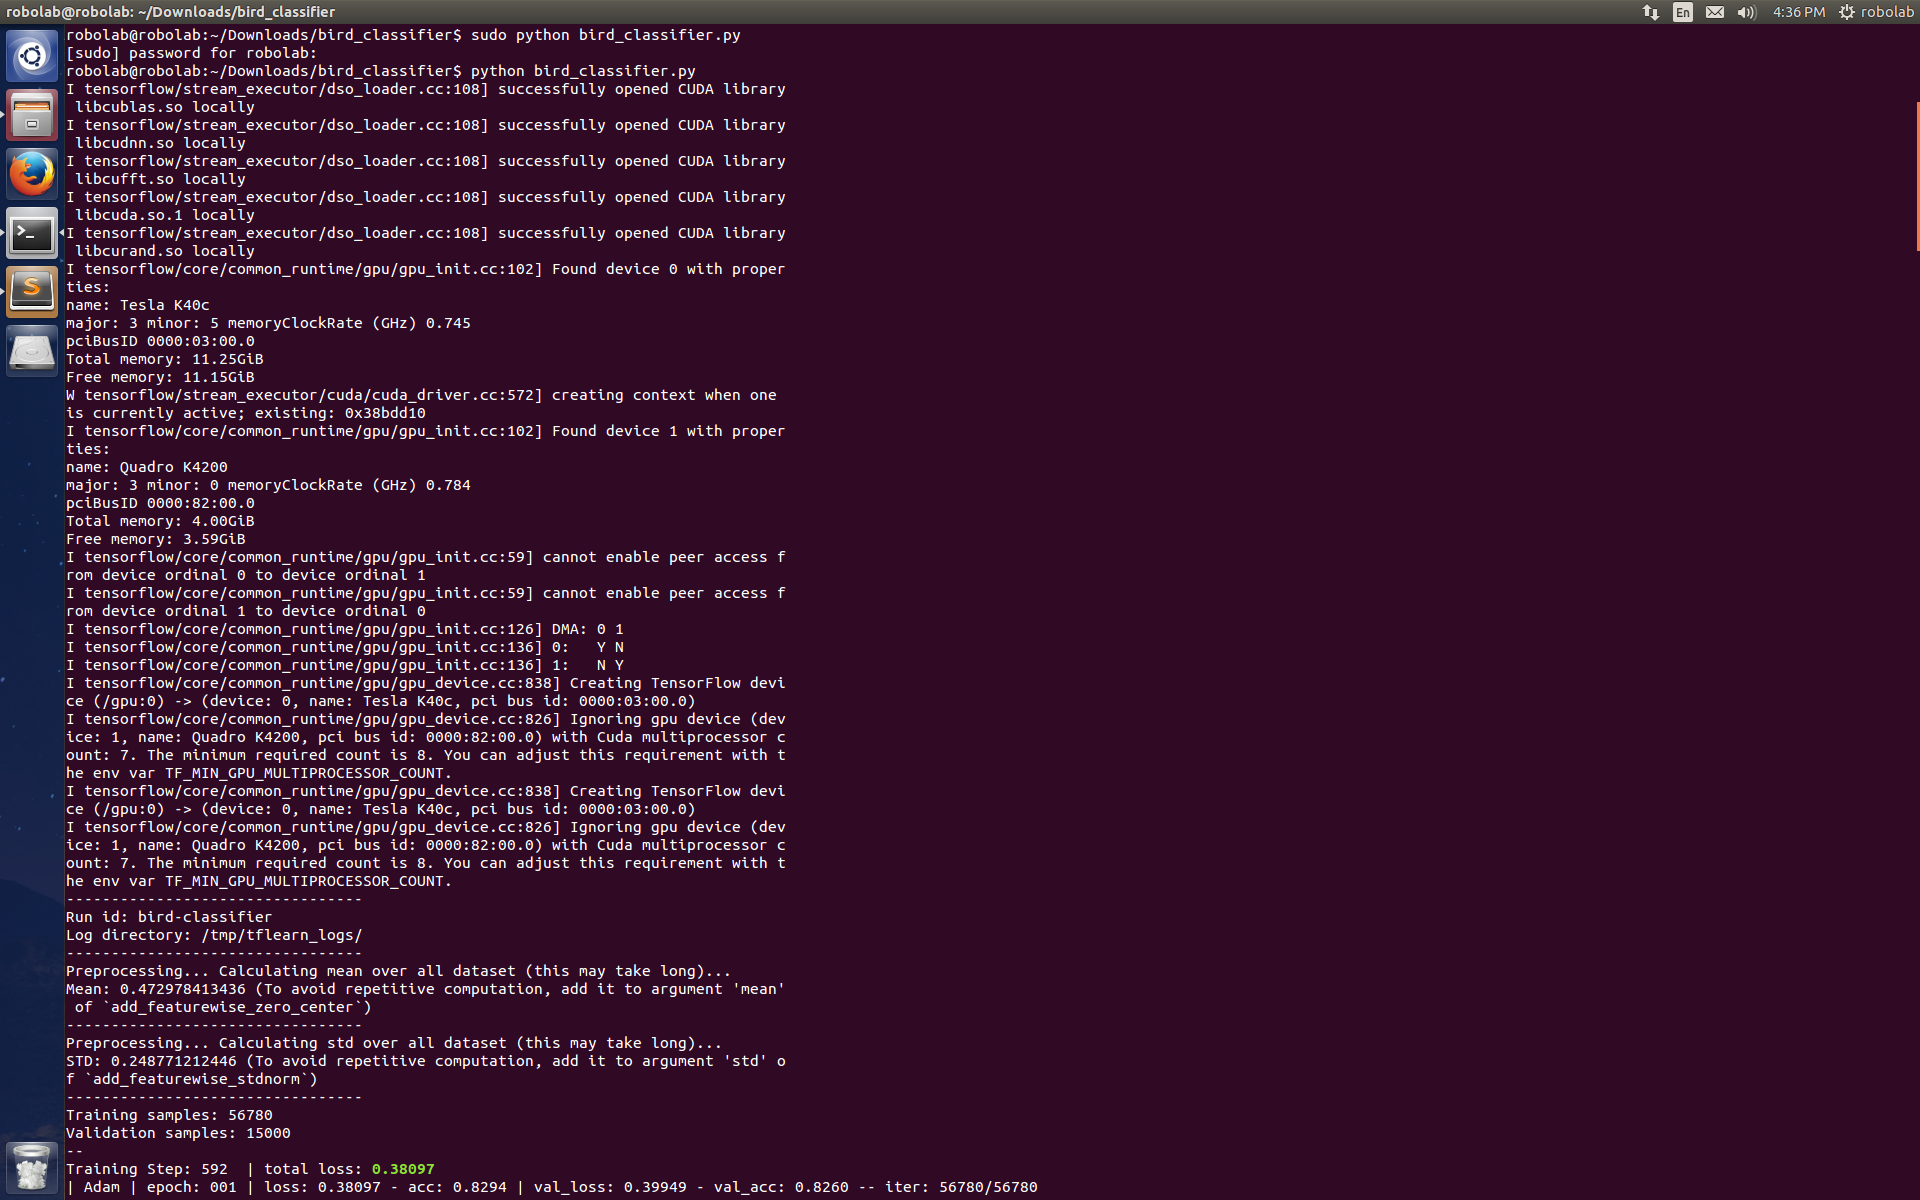 robolab@robolab: ~/Downloads/bird_classifier
En
4:36 PM
robolab
robolab@robolab:~/Downloads/bird_classifier$ sudo python bird_classifier.py
[sudo] password for robolab:
robolab@robolab:~/Downloads/bird_classifier$ python bird_classifier.py
I tensorflow/stream_executor/dso_loader.cc:108] successfully opened CUDA library
 libcublas.so locally
I tensorflow/stream_executor/dso_loader.cc:108] successfully opened CUDA library
 libcudnn.so locally
I tensorflow/stream_executor/dso_loader.cc:108] successfully opened CUDA library
 libcufft.so locally
I tensorflow/stream_executor/dso_loader.cc:108] successfully opened CUDA library
 libcuda.so.1 locally
I tensorflow/stream_executor/dso_loader.cc:108] successfully opened CUDA library
 libcurand.so locally
I tensorflow/core/common_runtime/gpu/gpu_init.cc:102] Found device 0 with proper
ties:
name: Tesla K40c
major: 3 minor: 5 memoryClockRate (GHz) 0.745
pciBusID 0000:03:00.0
Total memory: 11.25GiB
Free memory: 11.15GiB
W tensorflow/stream_executor/cuda/cuda_driver.cc:572] creating context when one
is currently active; existing: 0x38bdd10
I tensorflow/core/common_runtime/gpu/gpu_init.cc:102] Found device 1 with proper
ties:
name: Quadro K4200
major: 3 minor: 0 memoryClockRate (GHz) 0.784
pciBusID 0000:82:00.0
Total memory: 4.00GiB
Free memory: 3.59GiB
I tensorflow/core/common_runtime/gpu/gpu_init.cc:59] cannot enable peer access f
rom device ordinal 0 to device ordinal 1
I tensorflow/core/common_runtime/gpu/gpu_init.cc:59] cannot enable peer access f
rom device ordinal 1 to device ordinal 0
I tensorflow/core/common_runtime/gpu/gpu_init.cc:126] DMA: 0 1
I tensorflow/core/common_runtime/gpu/gpu_init.cc:136] 0:   Y N
I tensorflow/core/common_runtime/gpu/gpu_init.cc:136] 1:   N Y
I tensorflow/core/common_runtime/gpu/gpu_device.cc:838] Creating TensorFlow devi
ce (/gpu:0) -> (device: 0, name: Tesla K40c, pci bus id: 0000:03:00.0)
I tensorflow/core/common_runtime/gpu/gpu_device.cc:826] Ignoring gpu device (dev
ice: 1, name: Quadro K4200, pci bus id: 0000:82:00.0) with Cuda multiprocessor c
ount: 7. The minimum required count is 8. You can adjust this requirement with t
he env var TF_MIN_GPU_MULTIPROCESSOR_COUNT.
I tensorflow/core/common_runtime/gpu/gpu_device.cc:838] Creating TensorFlow devi
ce (/gpu:0) -> (device: 0, name: Tesla K40c, pci bus id: 0000:03:00.0)
I tensorflow/core/common_runtime/gpu/gpu_device.cc:826] Ignoring gpu device (dev
ice: 1, name: Quadro K4200, pci bus id: 0000:82:00.0) with Cuda multiprocessor c
ount: 7. The minimum required count is 8. You can adjust this requirement with t
he env var TF_MIN_GPU_MULTIPROCESSOR_COUNT.
---------------------------------
Run id: bird-classifier
Log directory: /tmp/tflearn_logs/
---------------------------------
Preprocessing... Calculating mean over all dataset (this may take long)...
Mean: 0.472978413436 (To avoid repetitive computation, add it to argument 'mean'
 of `add_featurewise_zero_center`)
---------------------------------
Preprocessing... Calculating std over all dataset (this may take long)...
STD: 0.248771212446 (To avoid repetitive computation, add it to argument 'std' o
f `add_featurewise_stdnorm`)
---------------------------------
Training samples: 56780
Validation samples: 15000
--
Training Step: 592  | total loss: 0.38097
| Adam | epoch: 001 | loss: 0.38097 - acc: 0.8294 | val_loss: 0.39949 - val_acc: 0.8260 -- iter: 56780/56780